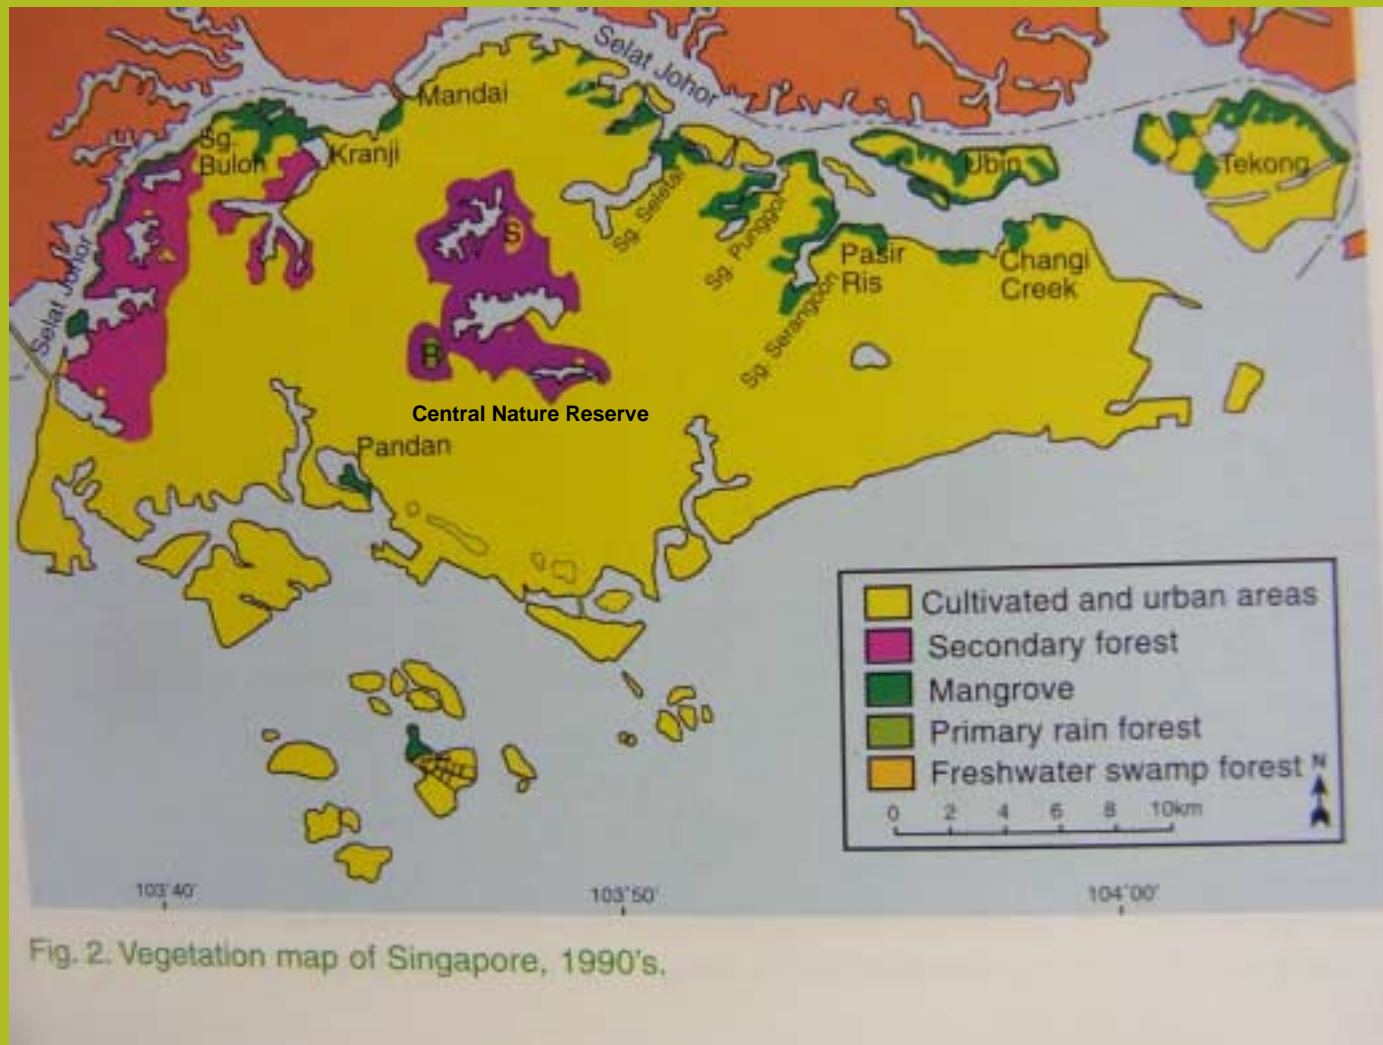 Selat Johor
Mandai
Sg.
Buloh
Kranji
Ubin
Tekong
Sg. Seletar
Sg. Punggol
S
Pasir
Ris
Changi
Creek
Selat Johor
Sg. Serangoon
B
Central Nature Reserve
Pandan
Cultivated and urban areas
Secondary forest
Mangrove
Primary rain forest
Freshwater swamp forest
N
0 2 4 6 8 10km
103°40' 103°50' 104°00'
Fig. 2. Vegetation map of Singapore, 1990's.